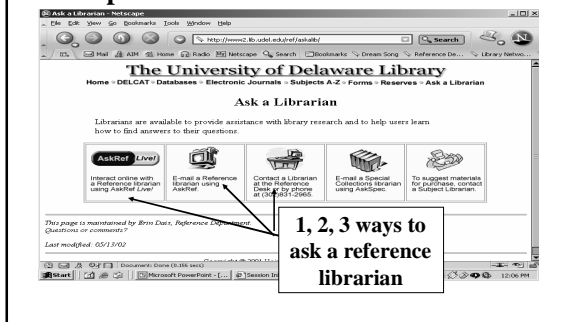 Ask a Librarian - Netscape
File Edit View Go Bookmarks Tools Window Help
http://www2.lib.udel.edu/ref/askalib/
Search
Mail AIM Home Radio Netscape Search Bookmarks Dream Song Reference De... Library Netwo...
The University of Delaware Library
Home DELCAT Databases Electronic Journals Subjects A-Z Forms Reserves Ask a Librarian
Ask a Librarian
Librarians are available to provide assistance with library research and to help users learn
how to find answers to their questions.
AskRef Live!
Interact online with
a Reference librarian
using AskRef Live!
E-mail a Reference
librarian using
AskRef.
Contact a Librarian
at the Reference
Desk or by phone
at (302)831-2965.
E-mail a Special
Collections librarian
using AskSpec.
To suggest materials
for purchase, contact
a Subject Librarian.
This page is maintained by Erin Daix, Reference Department.
Questions or comments?
Last modified: 05/13/02
1, 2, 3 ways to
ask a reference
librarian
Document: Done (0.156 secs)
Start
Microsoft PowerPoint - [...
Session In
12:06 PM